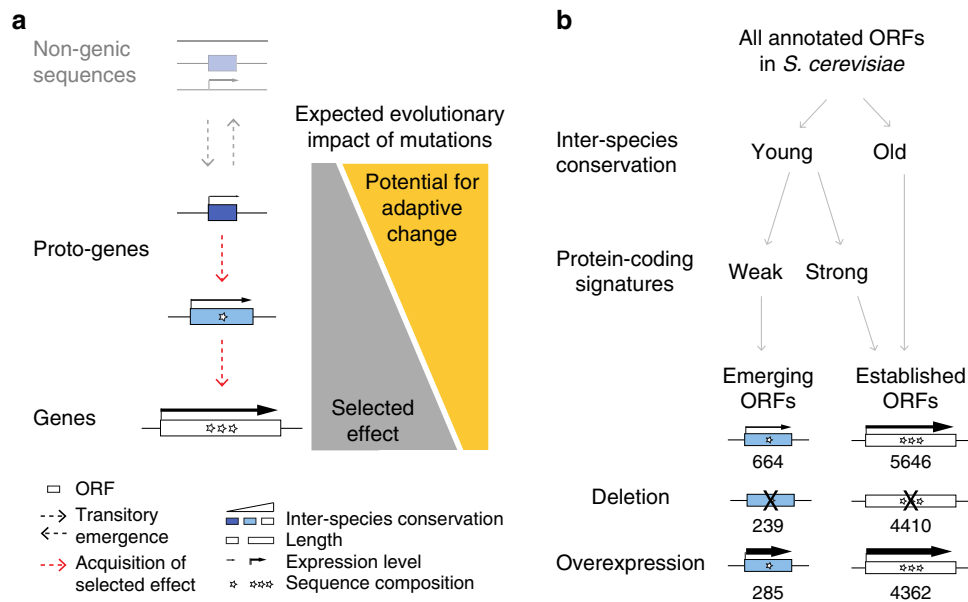 a
Non-genic
sequences
Expected evolutionary
impact of mutations
Potential for
adaptive
change
Proto-genes
Genes
Selected
effect
ORF
Transitory
emergence
Acquisition of
selected effect
Inter-species conservation
Length
Expression level
Sequence composition
b
All annotated ORFs
in S. cerevisiae
Inter-species
conservation
Young
Old
Protein-coding
signatures
Weak
Strong
Emerging
ORFs
Established
ORFs
664
5646
Deletion
239
4410
Overexpression
285
4362